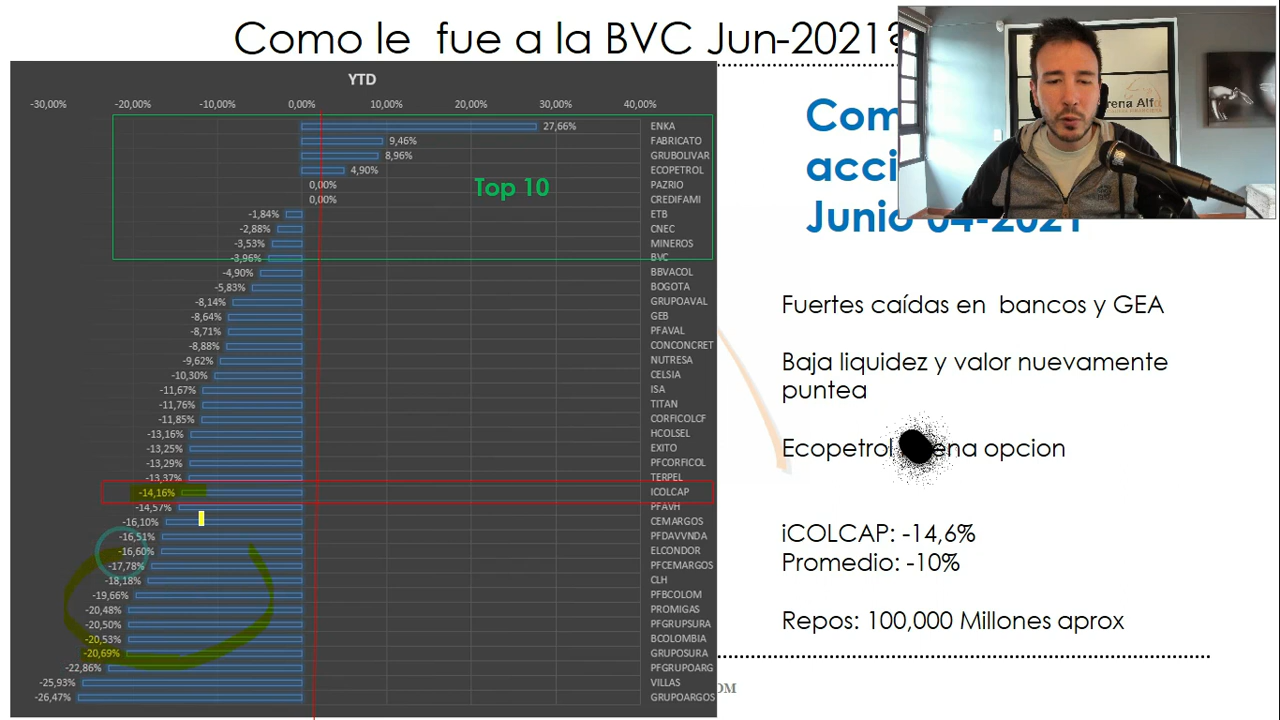 Como le fue a la BVC Jun-2021?
YTD
-30,00% -20,00% -10,00% 0,00% 10,00% 20,00% 30,00% 40,00%
27,66% ENKA
9,46% FABRICATO
8,96% GRUBOLIVAR
4,90% ECOPETROL
0,00% PAZRIO
Top 10
0,00% CREDIFAMI
-1,84% ETB
-2,88% CNEC
-3,53% MINEROS
-3,96% BVC
-4,90% BBVACOL
-5,83% BOGOTA
-8,14% GRUPOAVAL
-8,64% GEB
-8,71% PFAVAL
-8,88% CONCONCRET
-9,62% NUTRESA
-10,30% CELSIA
-11,67% ISA
-11,76% TITAN
-11,85% CORFICOLCF
-13,16% HCOLSEL
-13,25% EXITO
-13,29% PFCORFICOL
-13,37% TERPEL
-14,16% ICOLCAP
-14,57% PFAVH
-16,10% CEMARGOS
-16,51% PFDAVVNDA
-16,60% ELCONDOR
-17,78% PFCEMARGOS
-18,18% CLH
-19,66% PFBCOLOM
-20,48% PROMIGAS
-20,50% PFGRUPSURA
-20,53% BCOLOMBIA
-20,69% GRUPOSURA
-22,86% PFGRUPOARG
-25,93% VILLAS
-26,47% GRUPOARGOS
Junio 04-2021
Fuertes caídas en bancos y GEA
Baja liquidez y valor nuevamente
puntea
Ecopetrol opcion
iCOLCAP: -14,6%
Promedio: -10%
Repos: 100,000 Millones aprox